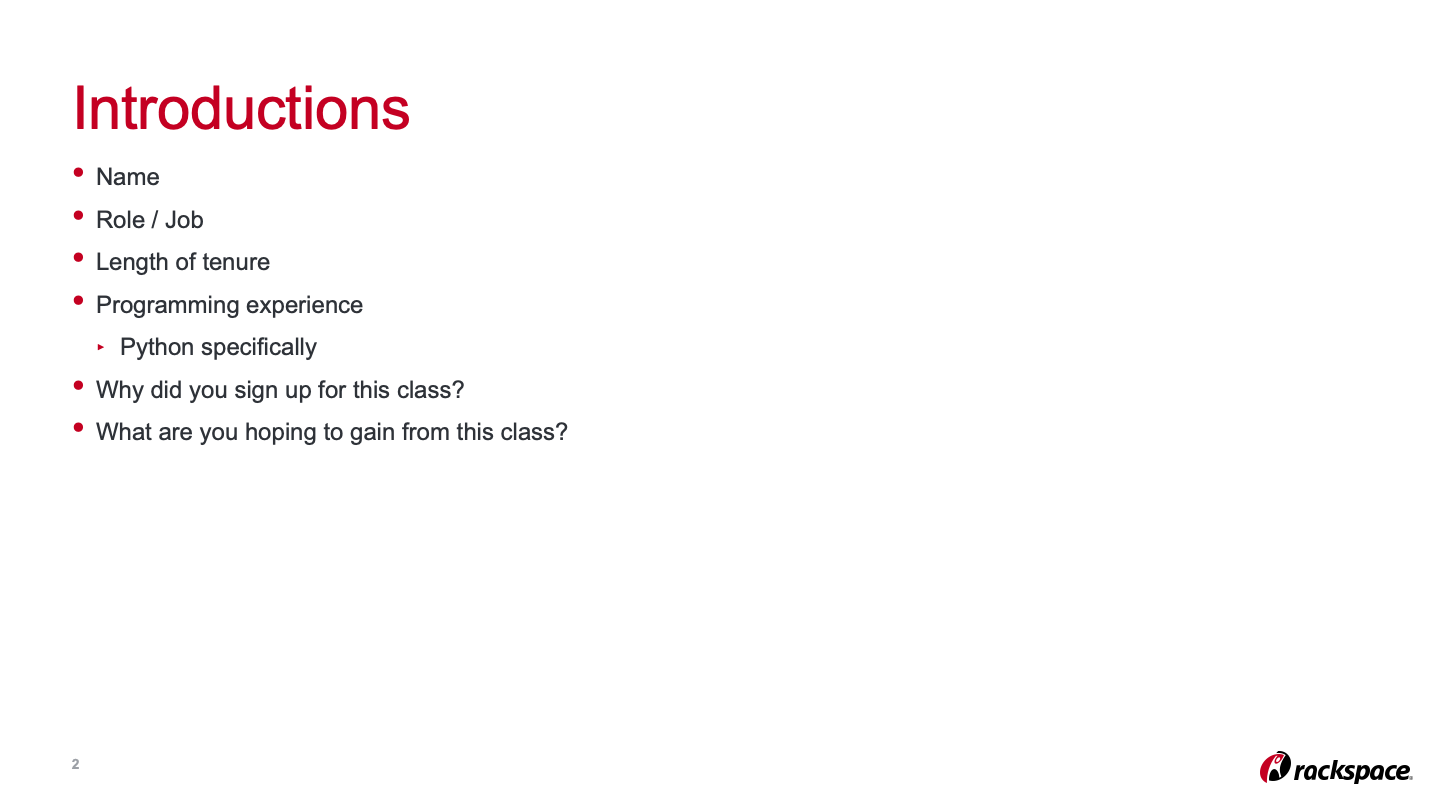 Introductions
Name
Role / Job
Length of tenure
Programming experience
Python specifically
Why did you sign up for this class?
What are you hoping to gain from this class?
2
rackspace